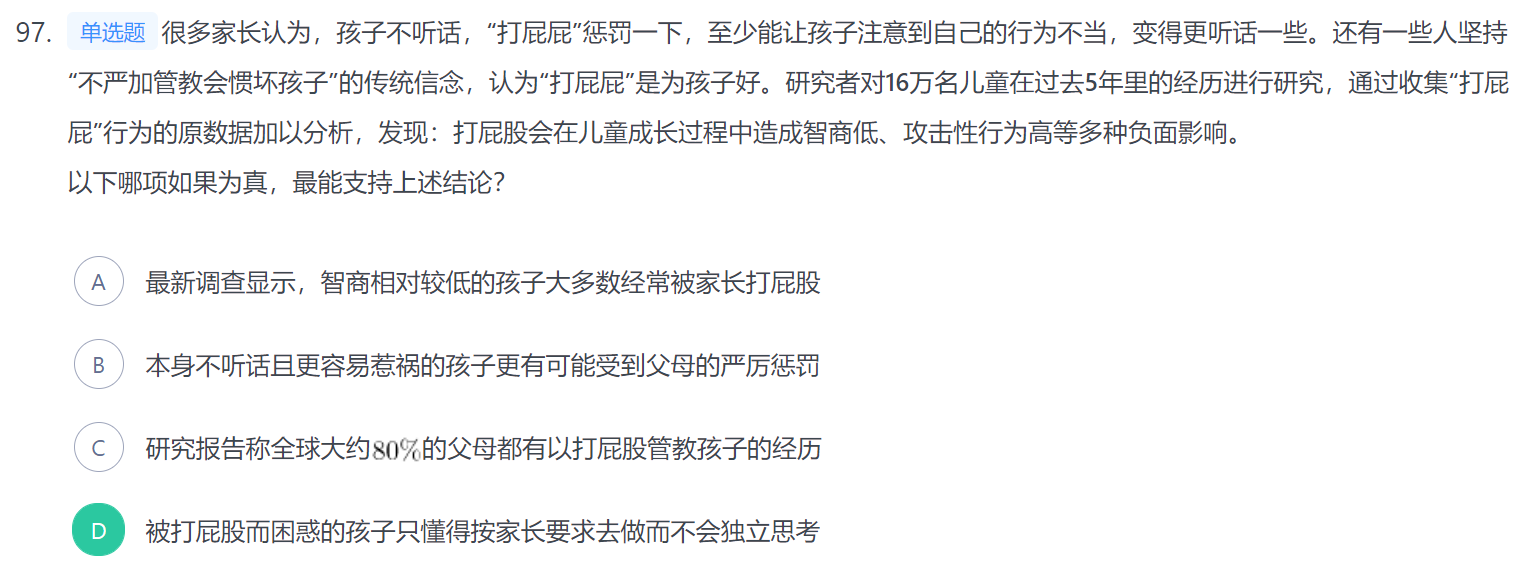 97. 单选题 很多家长认为，孩子不听话，“打屁屁”惩罚一下，至少能让孩子注意到自己的行为不当，变得更听话一些。还有一些人坚持
“不严加管教会惯坏孩子”的传统信念，认为“打屁屁”是为孩子好。研究者对16万名儿童在过去5年里的经历进行研究，通过收集“打屁
屁”行为的原数据加以分析，发现：打屁股会在儿童成长过程中造成智商低、攻击性行为高等多种负面影响。
以下哪项如果为真，最能支持上述结论？
A 最新调查显示，智商相对较低的孩子大多数经常被家长打屁股
B 本身不听话且更容易惹祸的孩子更有可能受到父母的严厉惩罚
C 研究报告称全球大约80%的父母都有以打屁股管教孩子的经历
D 被打屁股而困惑的孩子只懂得按家长要求去做而不会独立思考